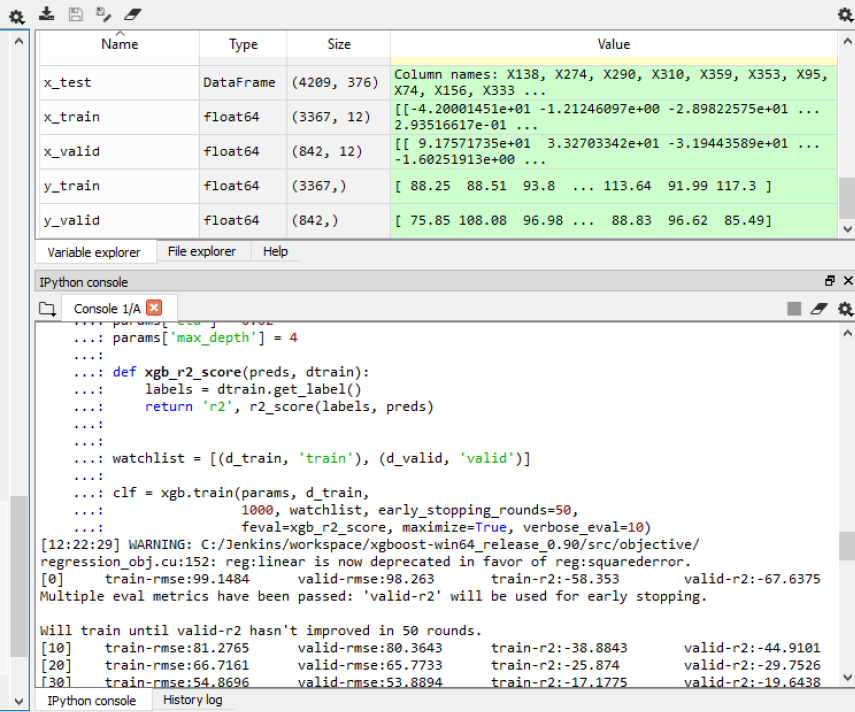 Name Type Size Value
x_test DataFrame (4209, 376) Column names: X138, X274, X290, X310, X359, X353, X95,
X74, X156, X333 ...
x_train float64 (3367, 12) [[-4.20001451e+01 -1.21246097e+00 -2.89822575e+01 ...
2.93516617e-01 ...
x_valid float64 (842, 12) [[ 9.17571735e+01 3.32703342e+01 -3.19443589e+01 ...
-1.60251913e+00 ...
y_train float64 (3367,) [ 88.25 88.51 93.8 ... 113.64 91.99 117.3 ]
y_valid float64 (842,) [ 75.85 108.08 96.98 ... 88.83 96.62 85.49]
Variable explorer File explorer Help
IPython console
Console 1/A
...: params['eta'] = 0.02
...: params['max_depth'] = 4
...:
...: def xgb_r2_score(preds, dtrain):
...: labels = dtrain.get_label()
...: return 'r2', r2_score(labels, preds)
...:
...:
...: watchlist = [(d_train, 'train'), (d_valid, 'valid')]
...:
...: clf = xgb.train(params, d_train,
...: 1000, watchlist, early_stopping_rounds=50,
...: feval=xgb_r2_score, maximize=True, verbose_eval=10)
[12:22:29] WARNING: C:/Jenkins/workspace/xgboost-win64_release_0.90/src/objective/
regression_obj.cu:152: reg:linear is now deprecated in favor of reg:squarederror.
[0] train-rmse:99.1484 valid-rmse:98.263 train-r2:-58.353 valid-r2:-67.6375
Multiple eval metrics have been passed: 'valid-r2' will be used for early stopping.
Will train until valid-r2 hasn't improved in 50 rounds.
[10] train-rmse:81.2765 valid-rmse:80.3643 train-r2:-38.8843 valid-r2:-44.9101
[20] train-rmse:66.7161 valid-rmse:65.7733 train-r2:-25.874 valid-r2:-29.7526
[30] train-rmse:54.8696 valid-rmse:53.8894 train-r2:-17.1775 valid-r2:-19.6438
IPython console History log